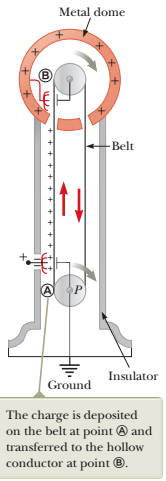 Metal dome
B
Belt
+
A
P
Insulator
Ground
The charge is deposited
on the belt at point Ⓐ and
transferred to the hollow
conductor at point Ⓑ.